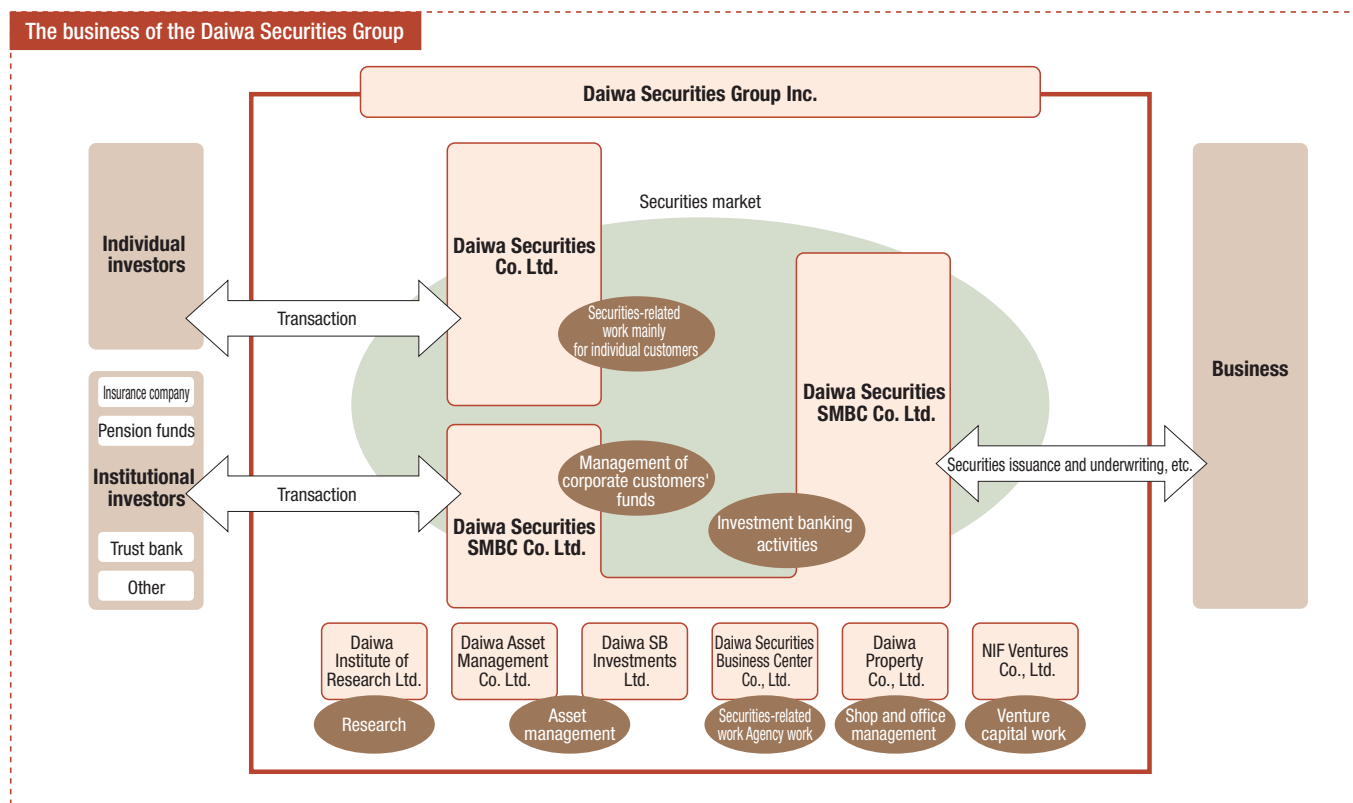 The business of the Daiwa Securities Group
Daiwa Securities Group Inc.
Individual
investors
Insurance company
Pension funds
Institutional
investors
Trust bank
Other
Transaction
Transaction
Securities market
Daiwa Securities
Co. Ltd.
Securities-related
work mainly
for individual customers
Daiwa Securities
SMBC Co. Ltd.
Management of
corporate customers'
funds
Investment banking
activities
Daiwa Securities
SMBC Co. Ltd.
Securities issuance and underwriting, etc.
Business
Daiwa
Institute of
Research Ltd.
Research
Daiwa Asset
Management
Co. Ltd.
Daiwa SB
Investments
Ltd.
Asset
management
Daiwa Securities
Business Center
Co., Ltd.
Securities-related
work Agency work
Daiwa
Property
Co., Ltd.
Shop and office
management
NIF Ventures
Co., Ltd.
Venture
capital work